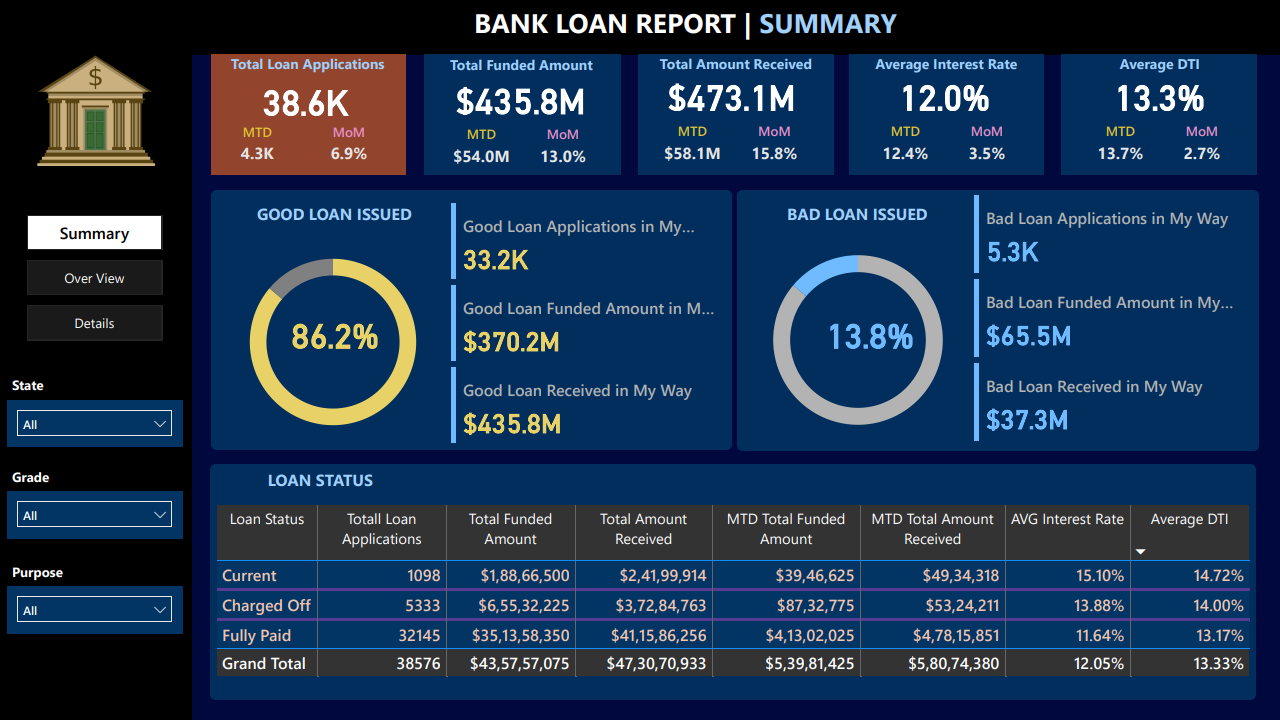 BANK LOAN REPORT | SUMMARY
$
Total Loan Applications
38.6K
MTD MoM
4.3K 6.9%
Total Funded Amount
$435.8M
MTD MoM
$54.0M 13.0%
Total Amount Received
$473.1M
MTD MoM
$58.1M 15.8%
Average Interest Rate
12.0%
MTD MoM
12.4% 3.5%
Average DTI
13.3%
MTD MoM
13.7% 2.7%
Summary
Over View
Details
State
All
Grade
All
Purpose
All
GOOD LOAN ISSUED
86.2%
Good Loan Applications in My...
33.2K
Good Loan Funded Amount in M...
$370.2M
Good Loan Received in My Way
$435.8M
BAD LOAN ISSUED
13.8%
Bad Loan Applications in My Way
5.3K
Bad Loan Funded Amount in My...
$65.5M
Bad Loan Received in My Way
$37.3M
LOAN STATUS
Loan Status Totall Loan Applications Total Funded Amount Total Amount Received MTD Total Funded Amount MTD Total Amount Received AVG Interest Rate Average DTI
Current 1098 $1,88,66,500 $2,41,99,914 $39,46,625 $49,34,318 15.10% 14.72%
Charged Off 5333 $6,55,32,225 $3,72,84,763 $87,32,775 $53,24,211 13.88% 14.00%
Fully Paid 32145 $35,13,58,350 $41,15,86,256 $4,13,02,025 $4,78,15,851 11.64% 13.17%
Grand Total 38576 $43,57,57,075 $47,30,70,933 $5,39,81,425 $5,80,74,380 12.05% 13.33%